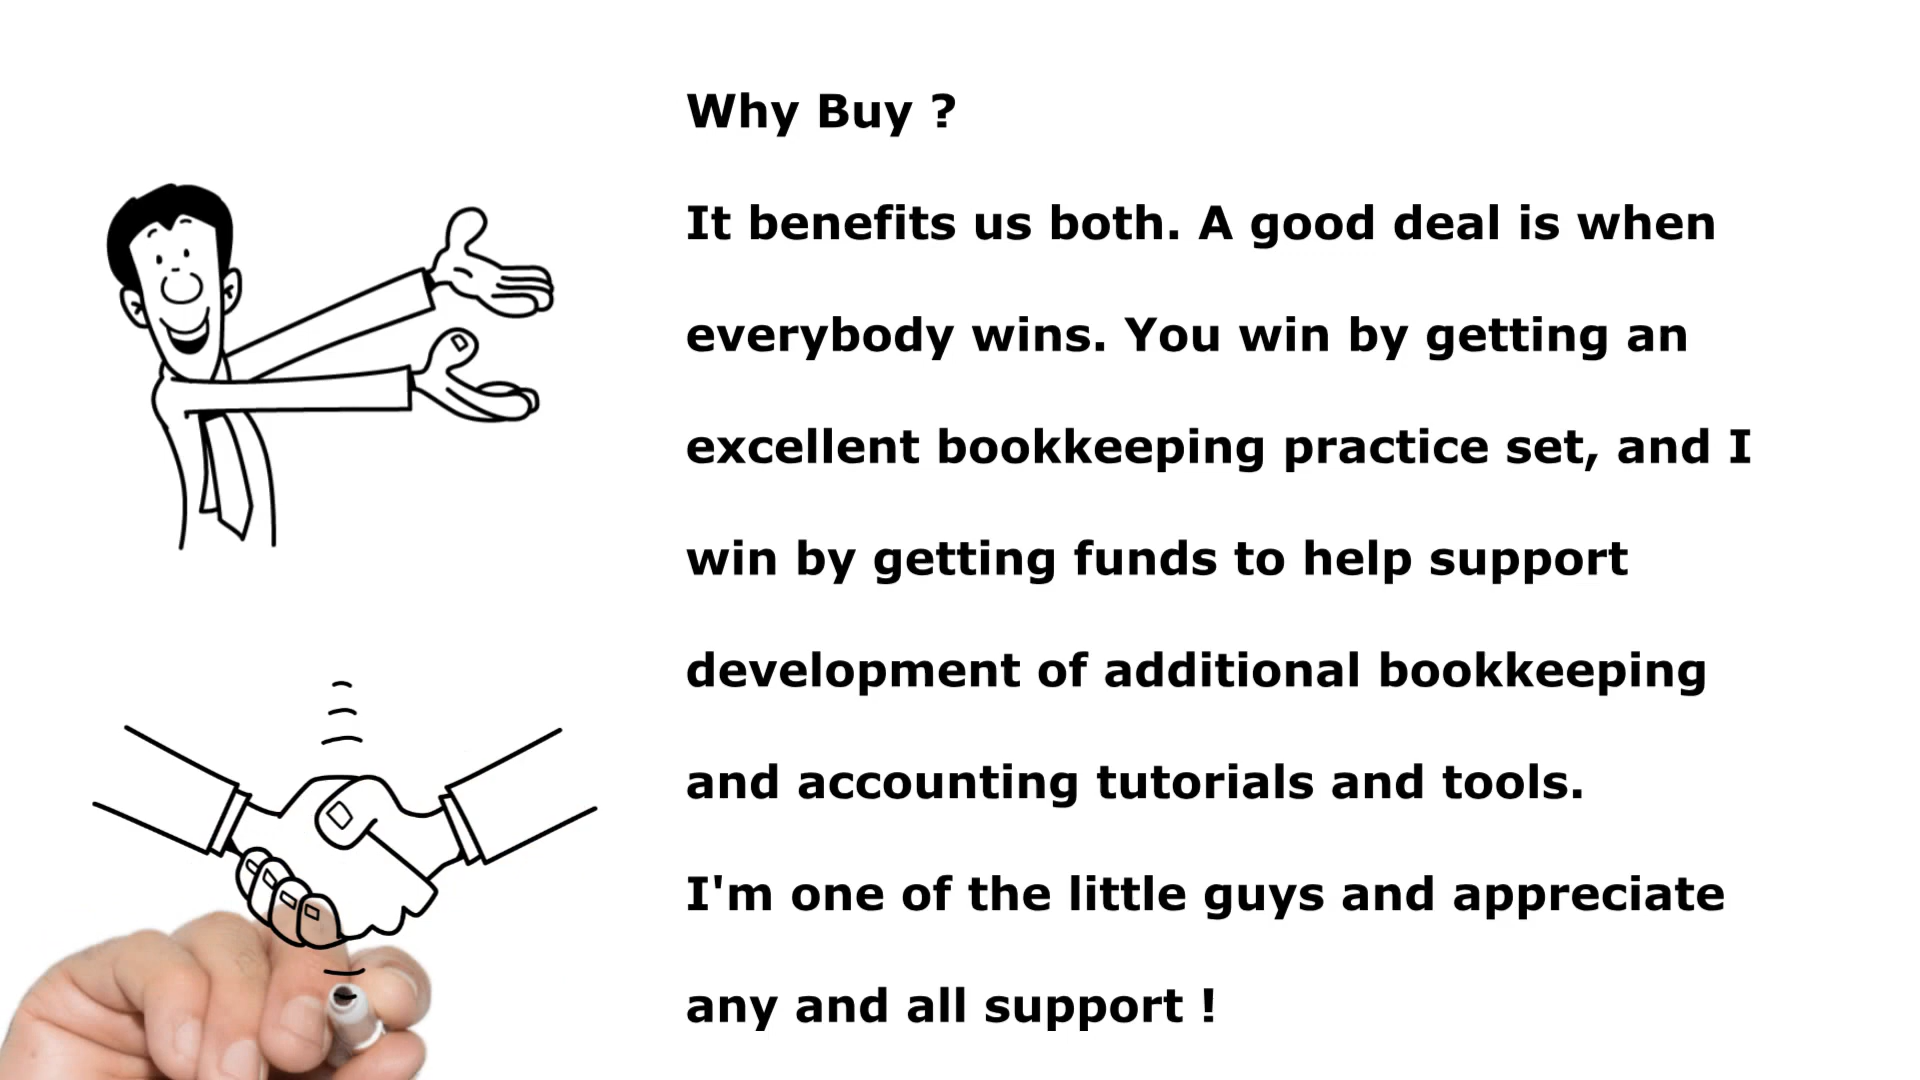 Why Buy ?
It benefits us both. A good deal is when
everybody wins. You win by getting an
excellent bookkeeping practice set, and I
win by getting funds to help support
development of additional bookkeeping
and accounting tutorials and tools.
I'm one of the little guys and appreciate
any and all support !